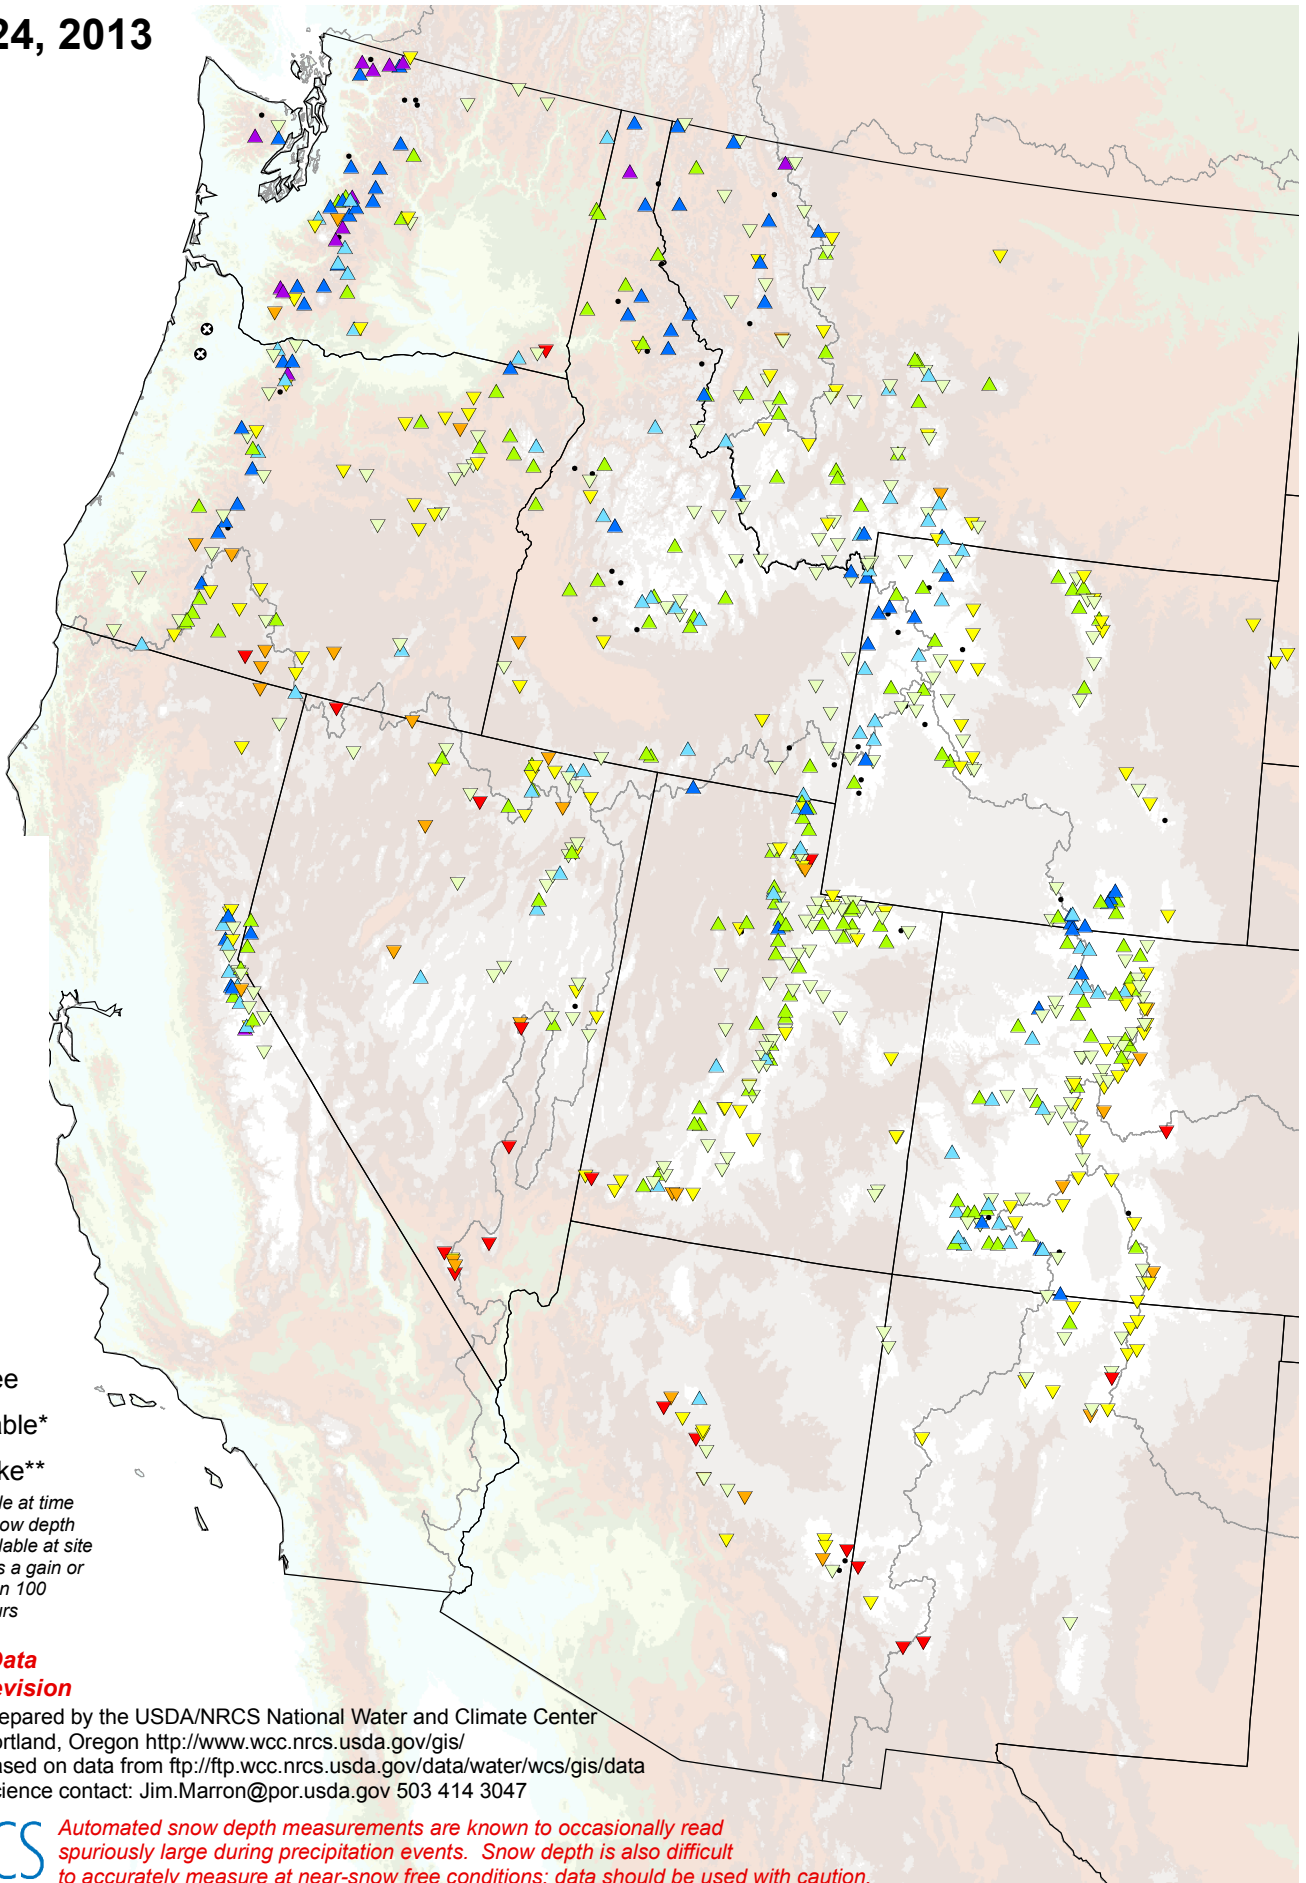 24, 2013
ee
able*
ke**
le at time
ow depth
lable at site
s a gain or
n 100
urs
Data
evision
epared by the USDA/NRCS National Water and Climate Center
ortland, Oregon http://www.wcc.nrcs.usda.gov/gis/
ased on data from ftp://ftp.wcc.nrcs.usda.gov/data/water/wcs/gis/data
cience contact: Jim.Marron@por.usda.gov 503 414 3047
CS
Automated snow depth measurements are known to occasionally read
spuriously large during precipitation events. Snow depth is also difficult
to accurately measure at near-snow free conditions; data should be used with caution.